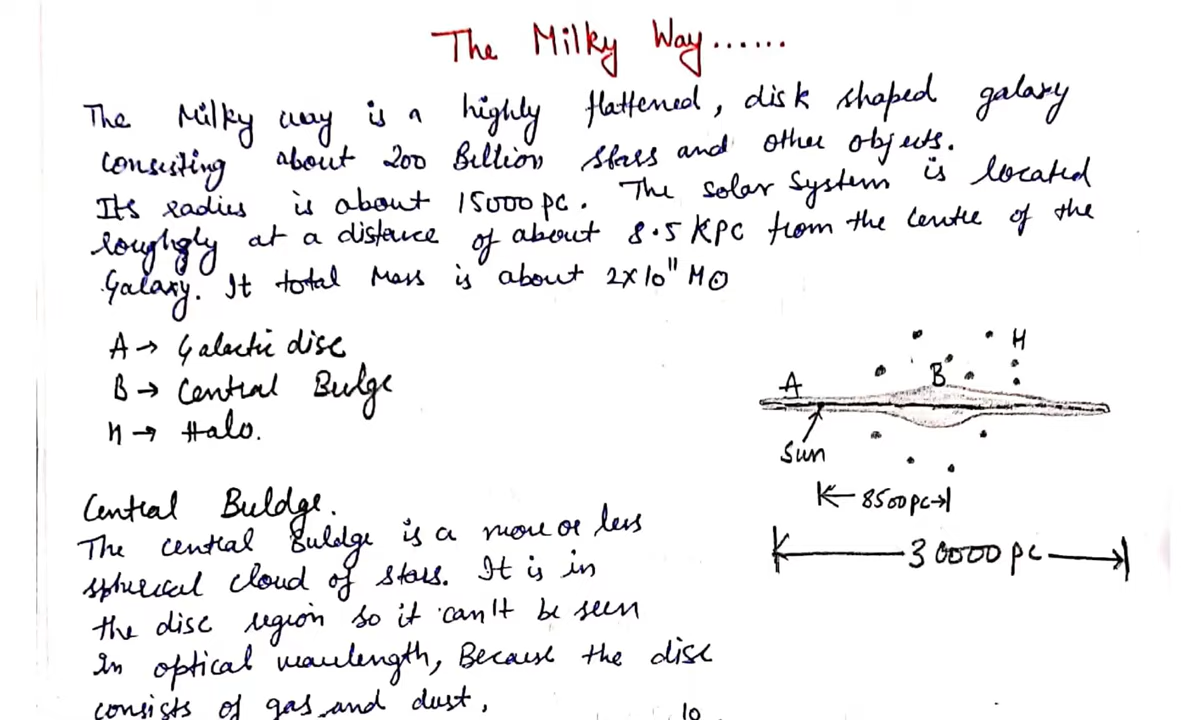 The Milky Way......
The Milky way is a highly flattened, disk shaped galaxy
consisting about 200 Billion stars and other objects.
Its radius is about 15000 pc. The solar system is located
roughgly at a distance of about 8.5 KPC from the centre of the
Galaxy. It total Mass is about 2×10¹¹ M⊙
A → Galactic disc
B → Central Bulge
H → Halo.
H
B
A
Sun
8500pc
30000 pc
Central Buldge.
The central Buldge is a more or less
spherical cloud of stars. It is in
the disc region so it can't be seen
in optical wavelength, Because the disc
consists of gas and dust,
10